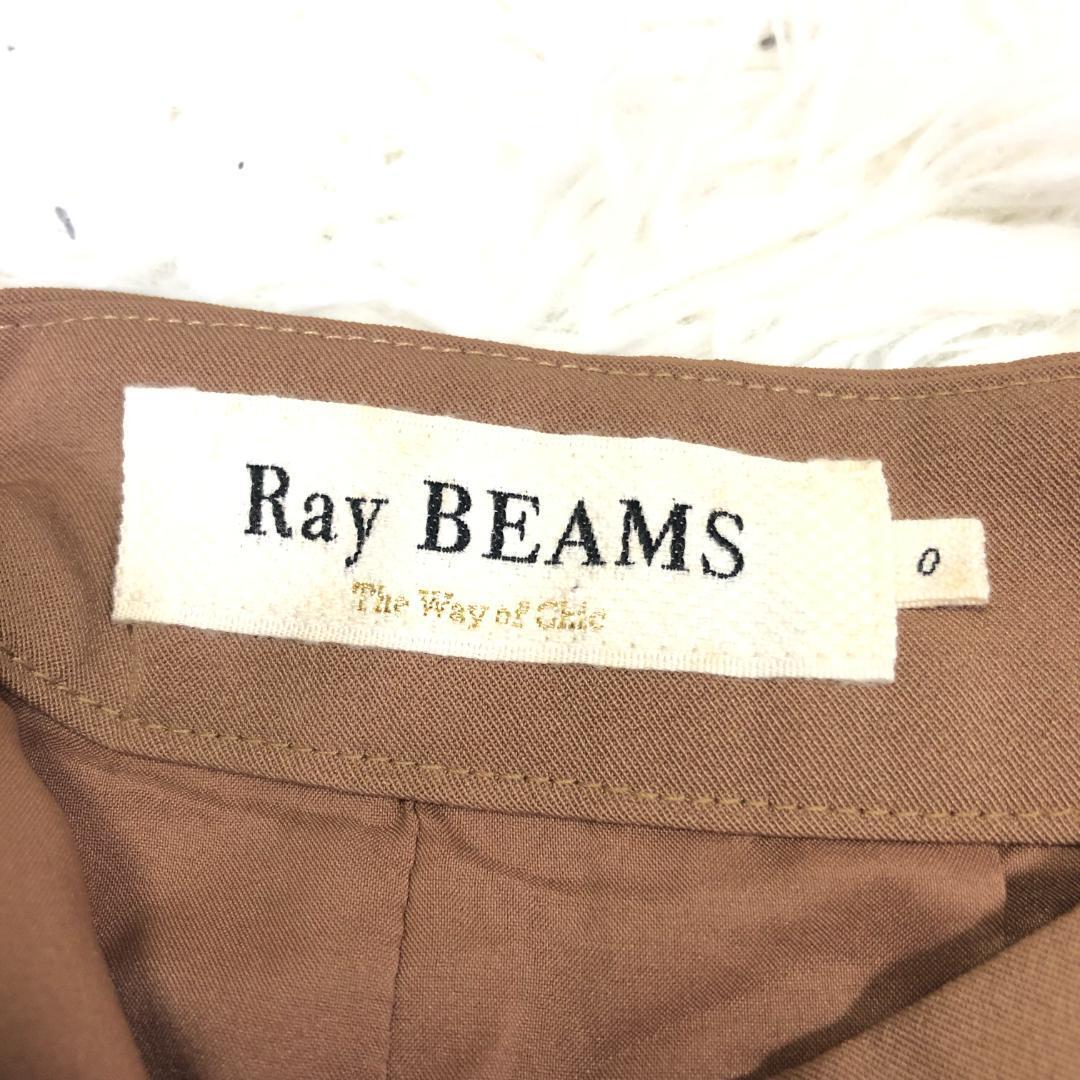 Ray BEAMS
The Way of Chic
0